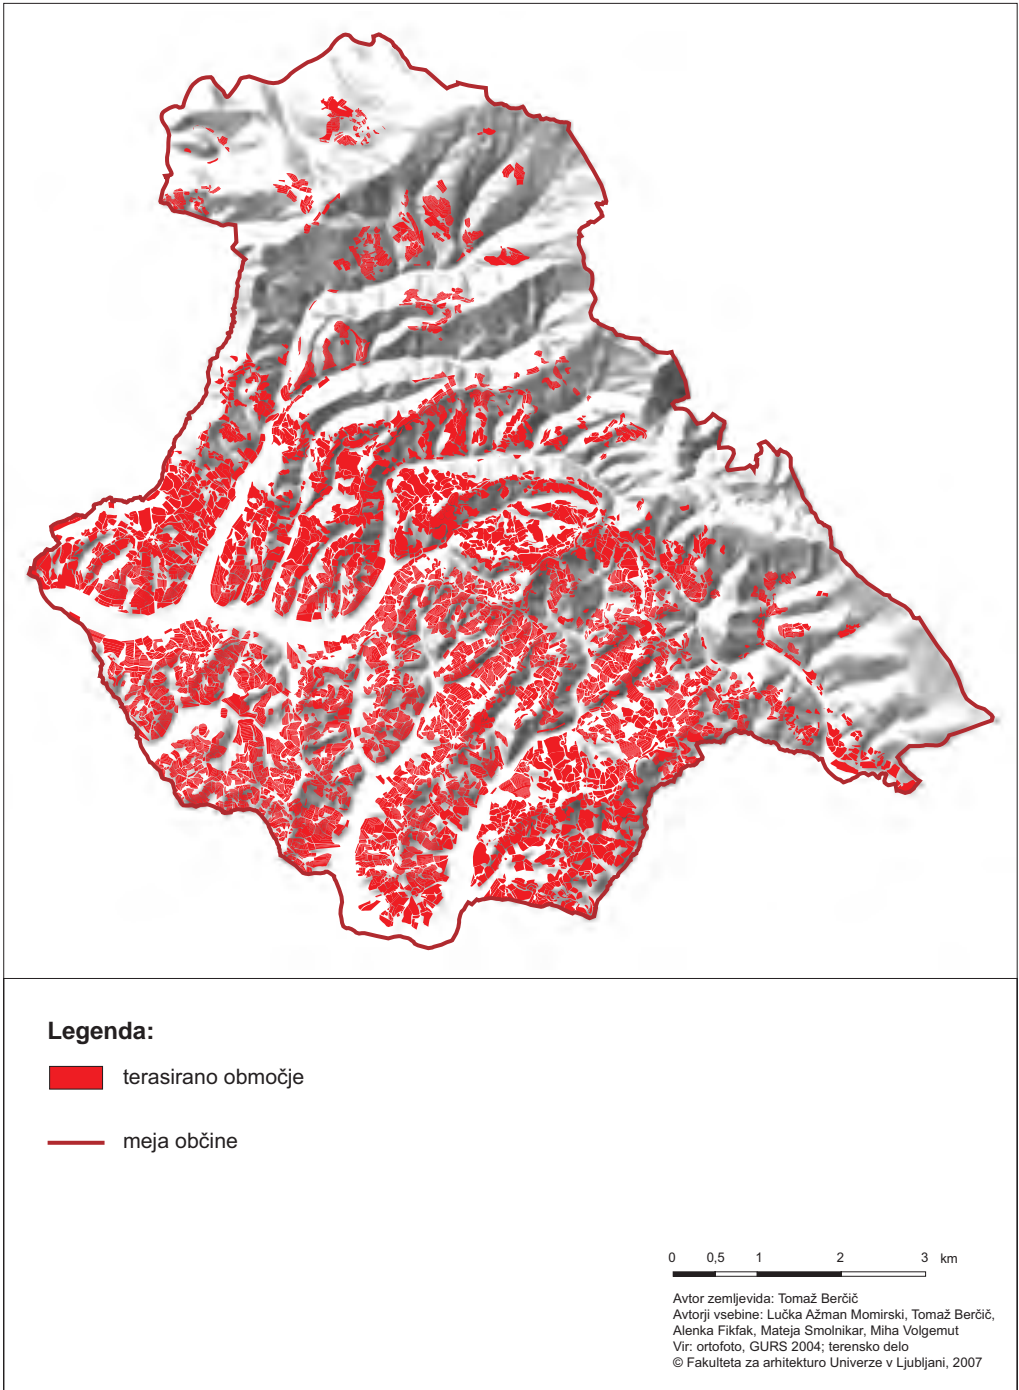 Legenda:
terasirano območje
meja občine
0 0,5 1 2 3 km
Avtor zemljevida: Tomaž Berčič
Avtorji vsebine: Lučka Ažman Momirski, Tomaž Berčič,
Alenka Fikfak, Mateja Smolnikar, Miha Volgemut
Vir: ortofoto, GURS 2004; terensko delo
© Fakulteta za arhitekturo Univerze v Ljubljani, 2007